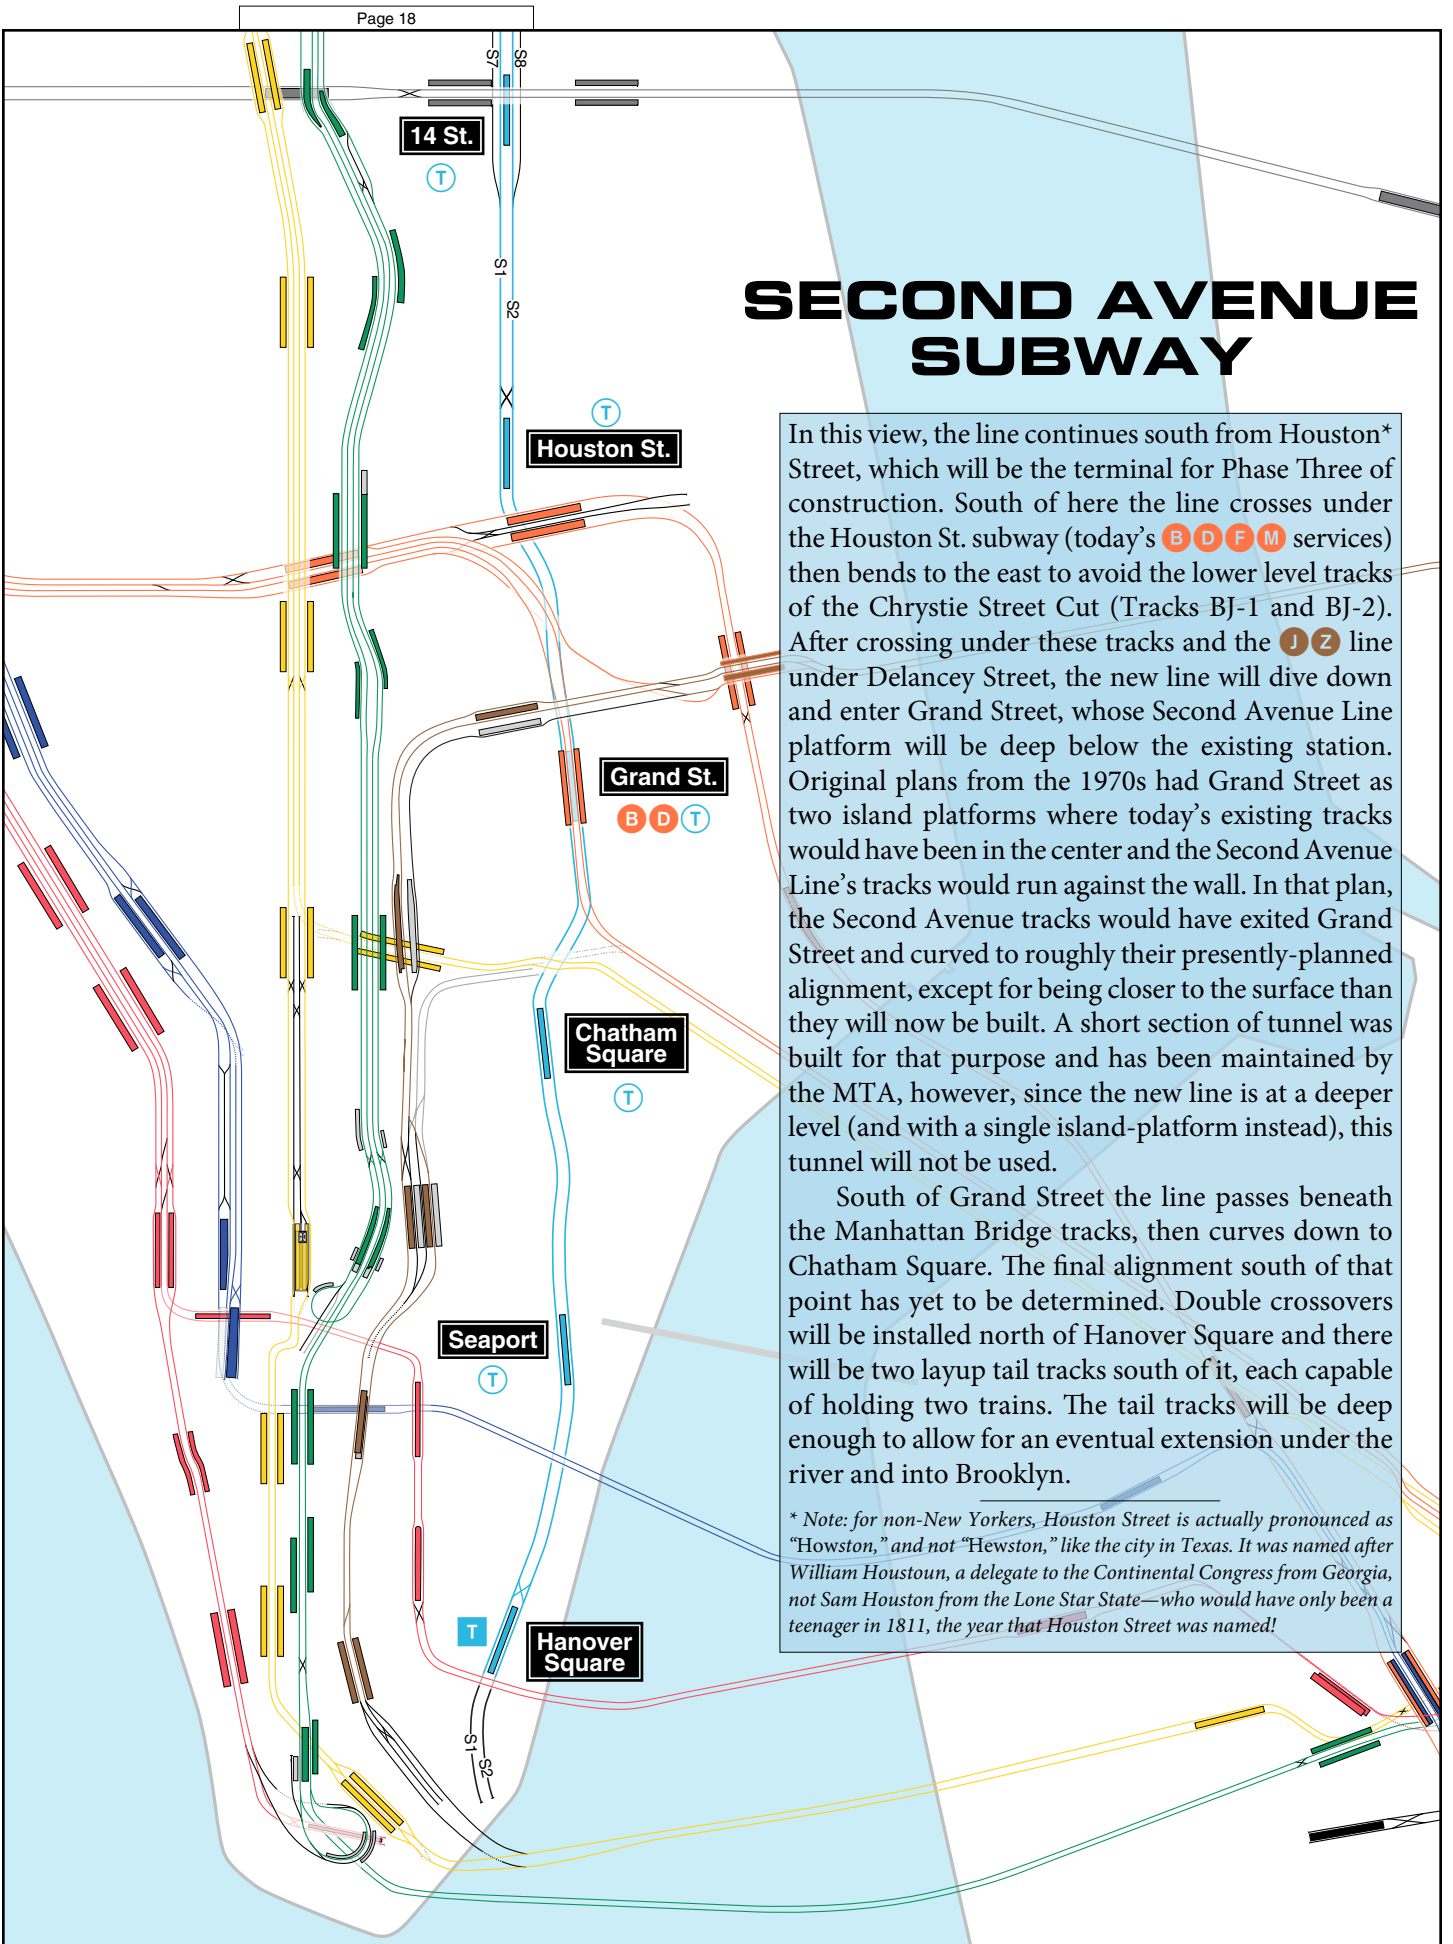 Page 18
S7
S8
14 St.
T
S1
S2
SECOND AVENUE
SUBWAY
T
Houston St.
In this view, the line continues south from Houston*
Street, which will be the terminal for Phase Three of
construction. South of here the line crosses under
the Houston St. subway (today's B D F M services)
then bends to the east to avoid the lower level tracks
of the Chrystie Street Cut (Tracks BJ-1 and BJ-2).
After crossing under these tracks and the J Z line
under Delancey Street, the new line will dive down
and enter Grand Street, whose Second Avenue Line
platform will be deep below the existing station.
Original plans from the 1970s had Grand Street as
two island platforms where today's existing tracks
would have been in the center and the Second Avenue
Line's tracks would run against the wall. In that plan,
the Second Avenue tracks would have exited Grand
Street and curved to roughly their presently-planned
alignment, except for being closer to the surface than
they will now be built. A short section of tunnel was
built for that purpose and has been maintained by
the MTA, however, since the new line is at a deeper
level (and with a single island-platform instead), this
tunnel will not be used.
South of Grand Street the line passes beneath
the Manhattan Bridge tracks, then curves down to
Chatham Square. The final alignment south of that
point has yet to be determined. Double crossovers
will be installed north of Hanover Square and there
will be two layup tail tracks south of it, each capable
of holding two trains. The tail tracks will be deep
enough to allow for an eventual extension under the
river and into Brooklyn.
* Note: for non-New Yorkers, Houston Street is actually pronounced as
“Howston,” and not “Hewston,” like the city in Texas. It was named after
William Houstoun, a delegate to the Continental Congress from Georgia,
not Sam Houston from the Lone Star State—who would have only been a
teenager in 1811, the year that Houston Street was named!
Grand St.
B D T
Chatham
Square
T
Seaport
T
T
Hanover
Square
S1
S2